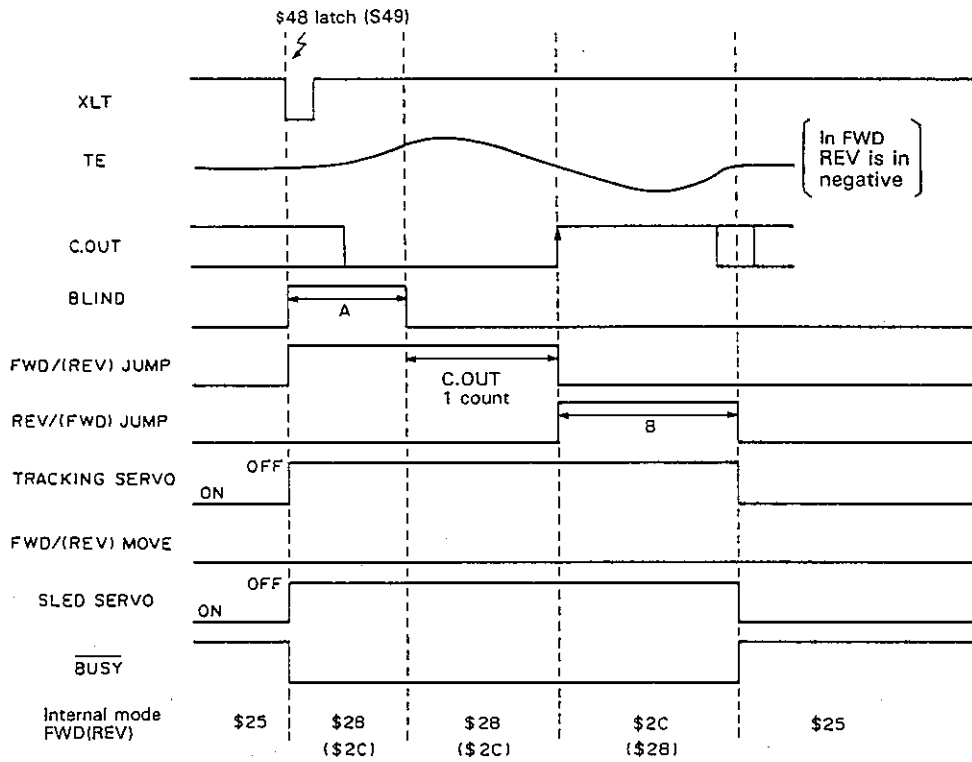 $48 latch (S49)
XLT
TE
In FWD
REV is in
negative
C.OUT
BLIND
A
FWD/(REV) JUMP
C.OUT
1 count
REV/(FWD) JUMP
B
OFF
TRACKING SERVO
ON
FWD/(REV) MOVE
OFF
SLED SERVO
ON
BUSY
Internal mode
FWD(REV)
$25 $28 $28 $2C $25
($2C) ($2C) ($28)